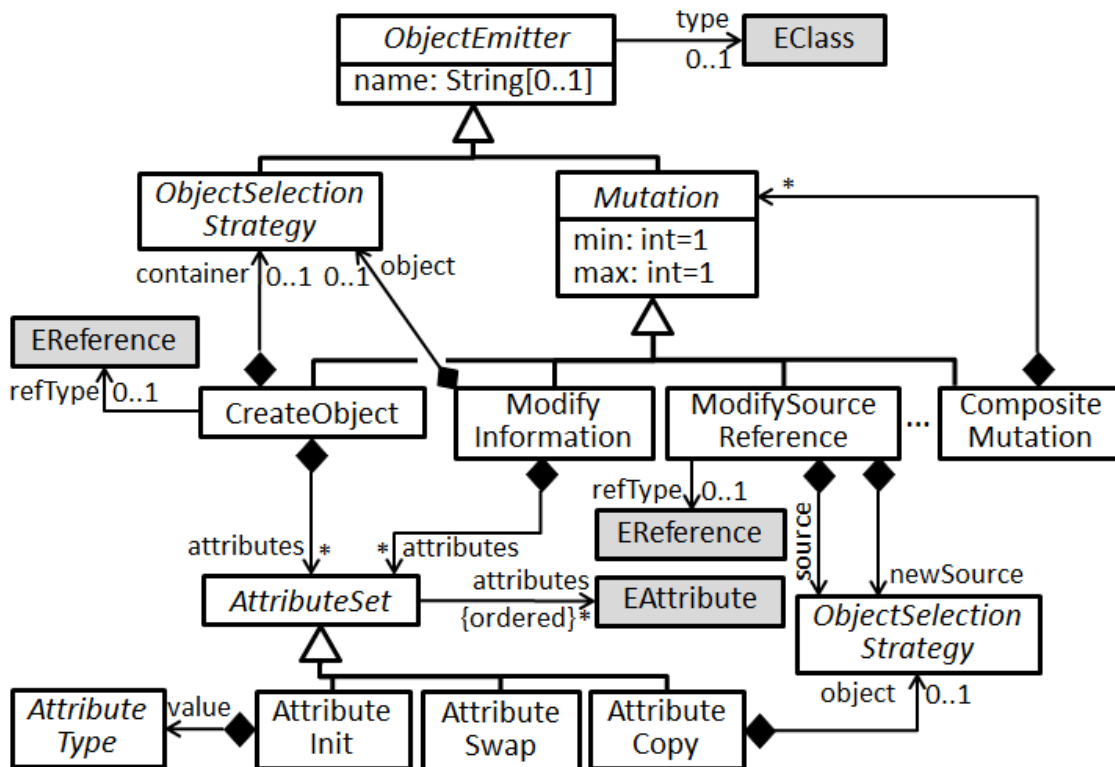 ObjectEmitter
name: String[0..1]
type
0..1
EClass
ObjectSelection
Strategy
Mutation
min: int=1
max: int=1
*
container
0..1
0..1
object
EReference
refType
0..1
CreateObject
Modify
Information
ModifySource
Reference
...
Composite
Mutation
refType
0..1
EReference
source
newSource
attributes
*
*
attributes
AttributeSet
attributes
{ordered}
*
EAttribute
ObjectSelection
Strategy
object
0..1
Attribute
Type
value
Attribute
Init
Attribute
Swap
Attribute
Copy